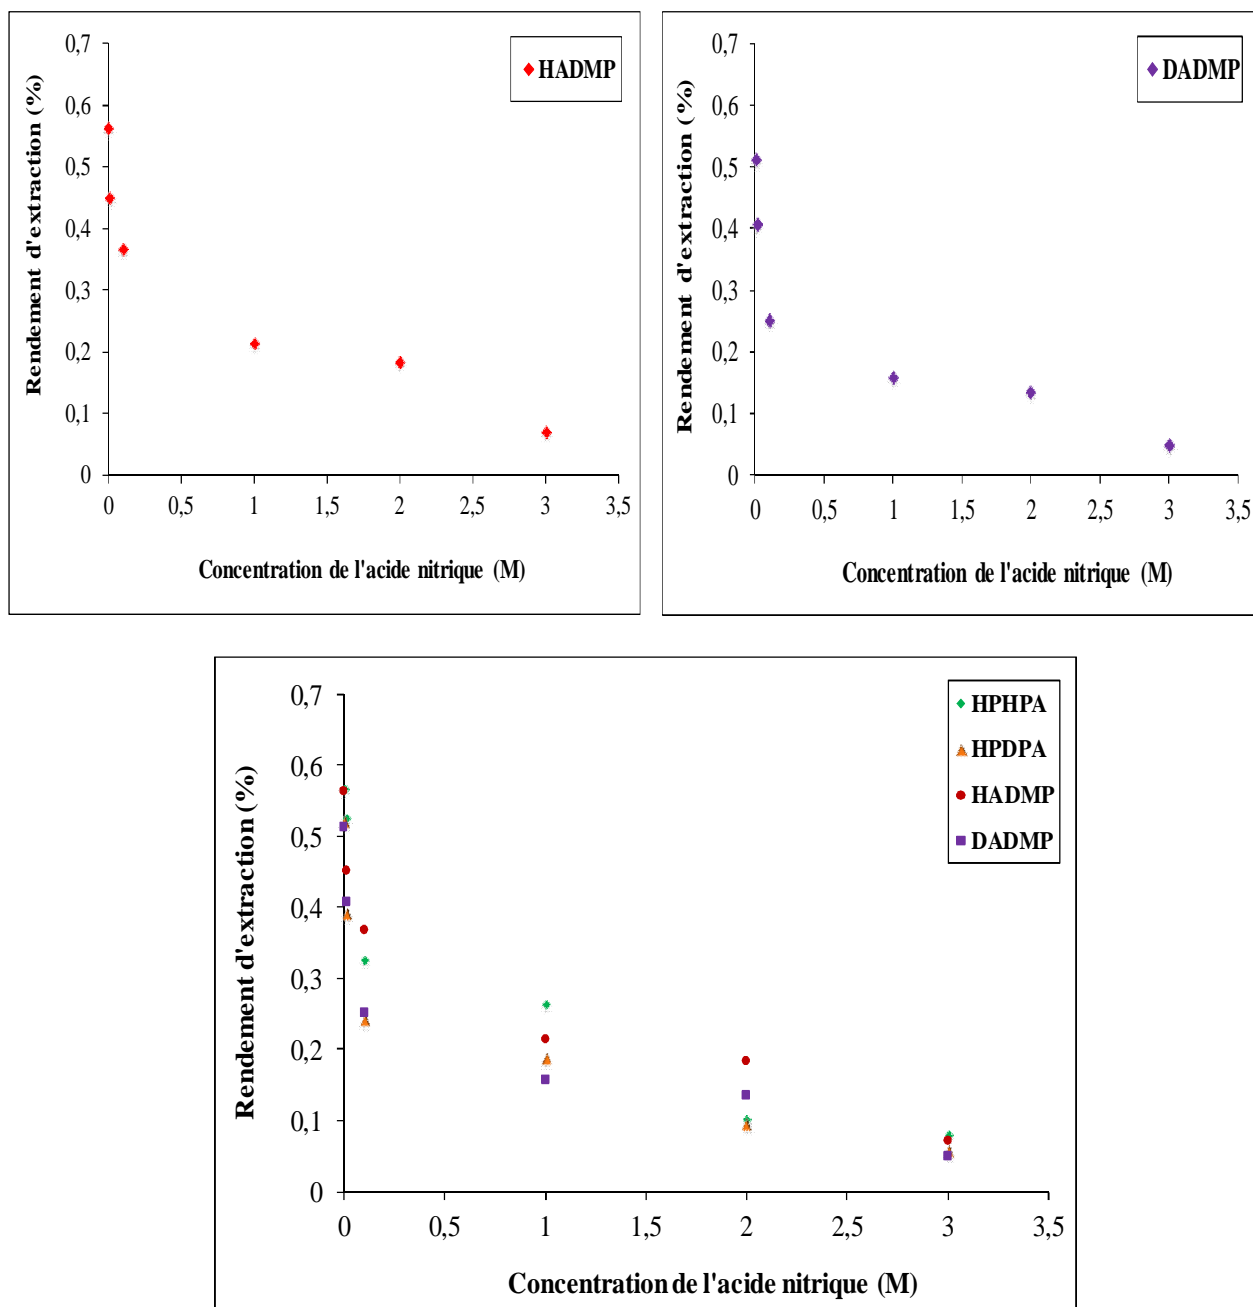 0,7
0,6
0,5
0,4
0,3
0,2
0,1
0
Rendement d'extraction (%)
HADMP
0 0,5 1 1,5 2 2,5 3 3,5
Concentration de l'acide nitrique (M)
0,7
0,6
0,5
0,4
0,3
0,2
0,1
0
Rendement d'extraction (%)
DADMP
0 0,5 1 1,5 2 2,5 3 3,5
Concentration de l'acide nitrique (M)
0,7
0,6
0,5
0,4
0,3
0,2
0,1
0
Rendement d'extraction (%)
HPHPA
HPDPA
HADMP
DADMP
0 0,5 1 1,5 2 2,5 3 3,5
Concentration de l'acide nitrique (M)